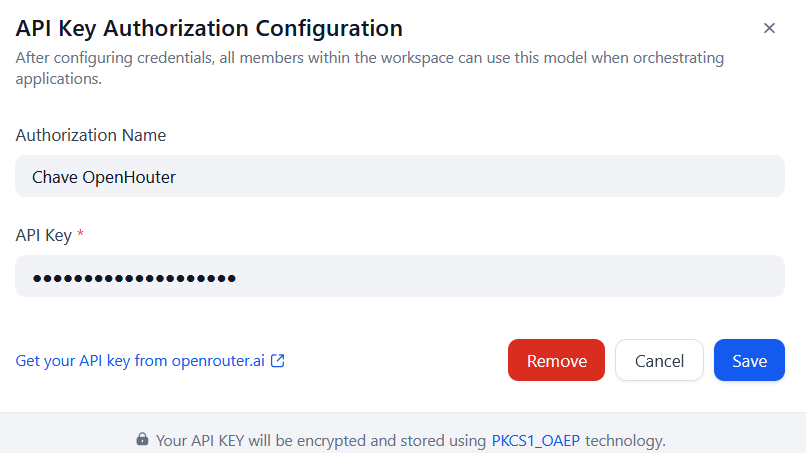 API Key Authorization Configuration
After configuring credentials, all members within the workspace can use this model when orchestrating
applications.
Authorization Name
Chave OpenHouter
API Key *
●●●●●●●●●●●●●●●●●●●●
Get your API key from openrouter.ai
Remove
Cancel
Save
Your API KEY will be encrypted and stored using PKCS1_OAEP technology.